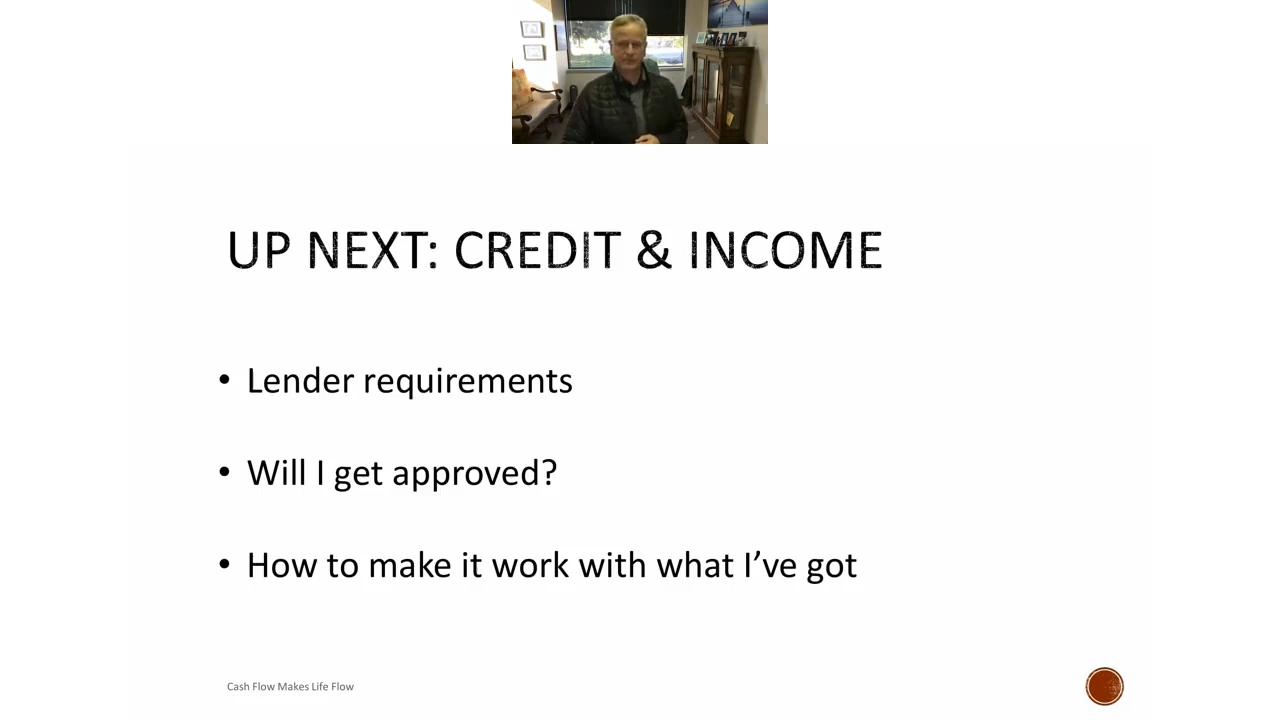 UP NEXT: CREDIT & INCOME
• Lender requirements
• Will I get approved?
• How to make it work with what I’ve got
Cash Flow Makes Life Flow